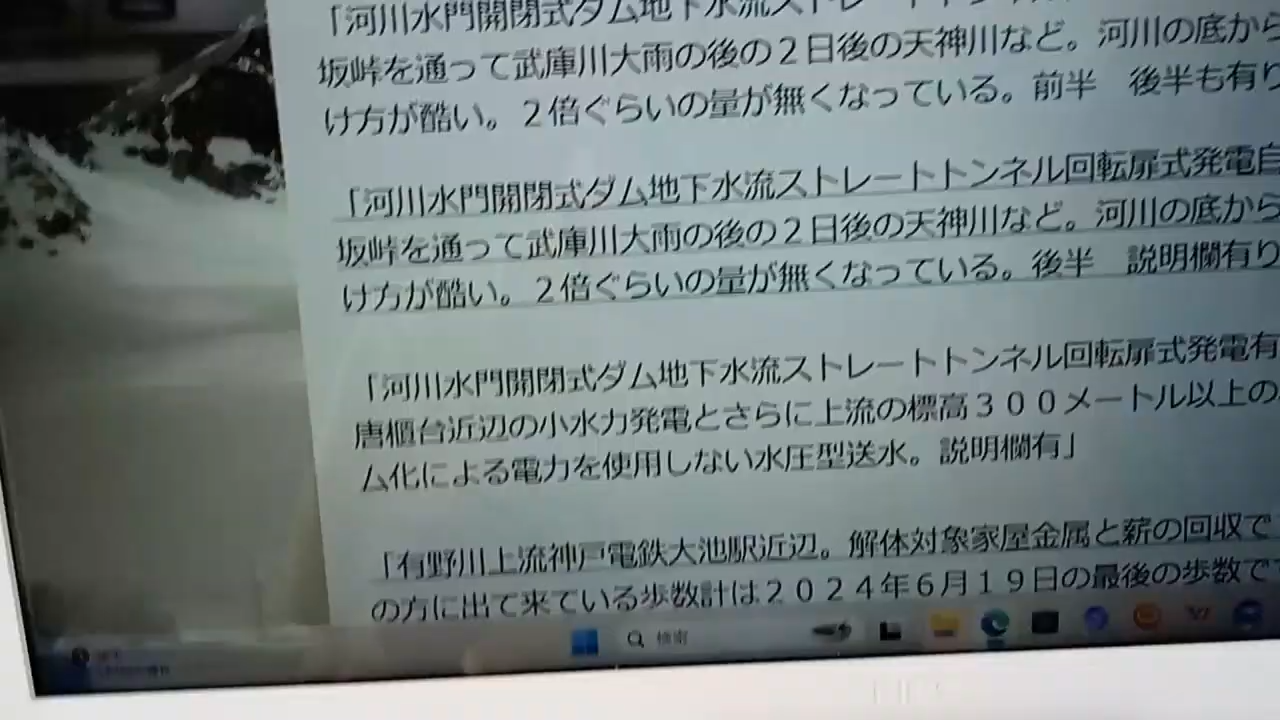 「河川水門開閉式ダム地下水流ストレートトン
坂峠を通って武庫川大雨の後の２日後の天神川など。河川の底から
け方が酷い。２倍ぐらいの量が無くなっている。前半　後半も有り
「河川水門開閉式ダム地下水流ストレートトンネル回転扉式発電自
坂峠を通って武庫川大雨の後の２日後の天神川など。河川の底から
け方が酷い。２倍ぐらいの量が無くなっている。後半　説明欄有り
「河川水門開閉式ダム地下水流ストレートトンネル回転扉式発電有
唐櫃台近辺の小水力発電とさらに上流の標高３００メートル以上の
ム化による電力を使用しない水圧型送水。説明欄有」
「有野川上流神戸電鉄大池駅近辺。解体対象家屋金属と薪の回収で
の方に出て来ている歩数計は２０２４年６月１９日の最後の歩数で
検索